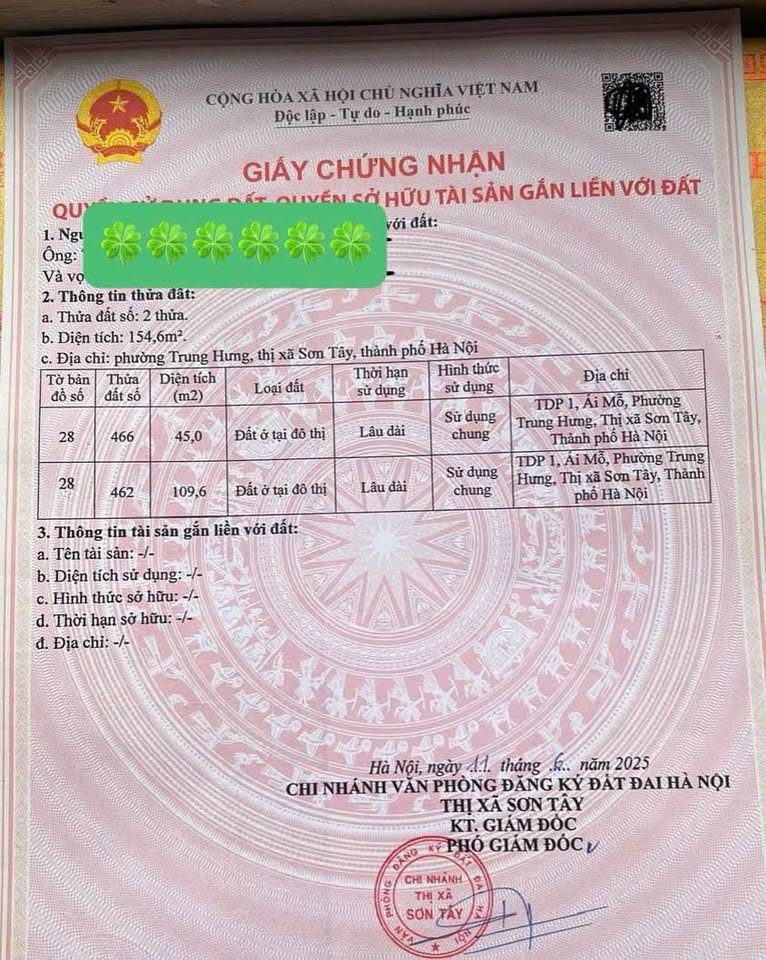 CỘNG HÒA XÃ HỘI CHỦ NGHĨA VIỆT NAM
Độc lập - Tự do - Hạnh phúc
GIẤY CHỨNG NHẬN
QUYỀN SỬ DỤNG ĐẤT, QUYỀN SỞ HỮU TÀI SẢN GẮN LIỀN VỚI ĐẤT
1. với đất:
Ông:
Và
2. Thông tin thửa đất:
a. Thửa đất số: 2 thửa.
b. Diện tích: 154,6m².
c. Địa chỉ: phường Trung Hưng, thị xã Sơn Tây, thành phố Hà Nội
Tờ bản đồ số Thửa đất số Diện tích (m2) Loại đất Thời hạn sử dụng Hình thức sử dụng Địa chỉ
28 466 45,0 Đất ở tại đô thị Lâu dài Sử dụng chung TDP 1, Ái Mỗ, Phường Trung Hưng, Thị xã Sơn Tây, Thành phố Hà Nội
28 462 109,6 Đất ở tại đô thị Lâu dài Sử dụng chung TDP 1, Ái Mỗ, Phường Trung Hưng, Thị xã Sơn Tây, Thành phố Hà Nội
3. Thông tin tài sản gắn liền với đất:
a. Tên tài sản: -/-
b. Diện tích sử dụng: -/-
c. Hình thức sở hữu: -/-
d. Thời hạn sở hữu: -/-
đ. Địa chỉ: -/-
Hà Nội, ngày 11 tháng 6 năm 2025
CHI NHÁNH VĂN PHÒNG ĐĂNG KÝ ĐẤT ĐAI HÀ NỘI
THỊ XÃ SƠN TÂY
KT. GIÁM ĐỐC
PHÓ GIÁM ĐỐC
VĂN PHÒNG ĐĂNG KÝ ĐẤT ĐAI HÀ NỘI
CHI NHÁNH
THỊ XÃ
SƠN TÂY